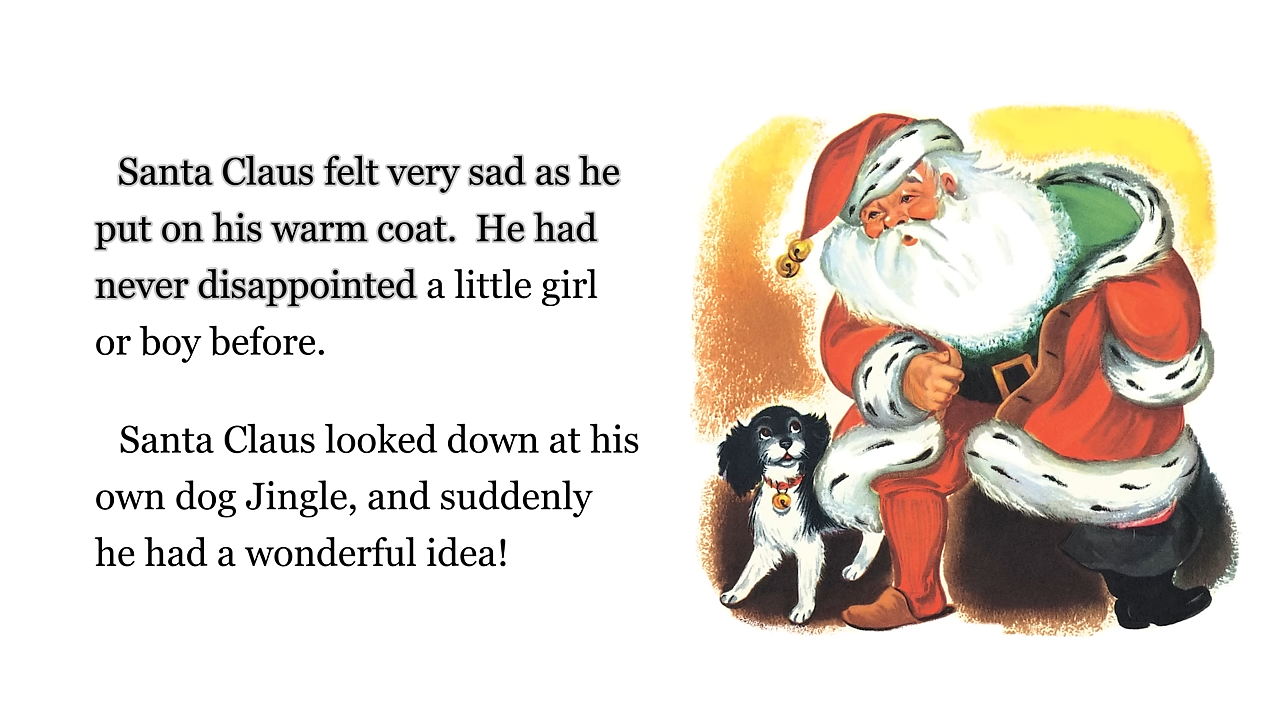 Santa Claus felt very sad as he
put on his warm coat.  He had
never disappointed a little girl
or boy before.
Santa Claus looked down at his
own dog Jingle, and suddenly
he had a wonderful idea!